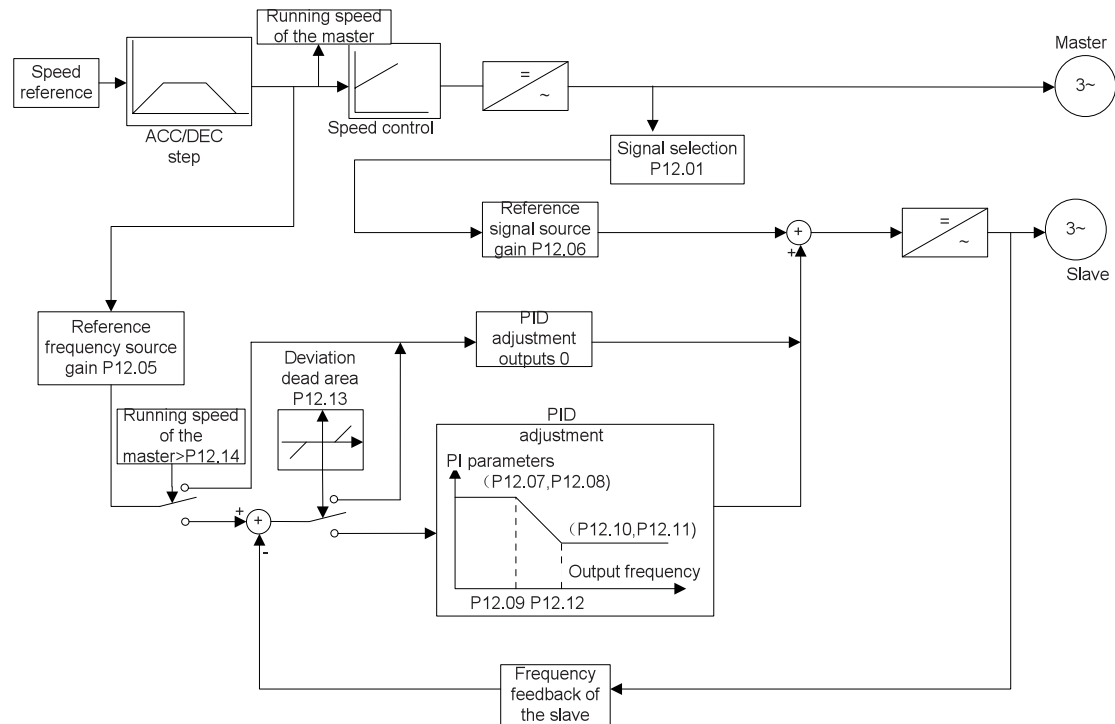 Running speed
of the master
Master
Speed
reference
=
~
3~
ACC/DEC
step
Speed control
Signal selection
P12.01
Reference
signal source
gain P12.06
+
+
=
~
3~
Slave
Reference
frequency source
gain P12.05
PID
adjustment
outputs 0
Deviation
dead area
P12.13
Running speed
of the
master>P12.14
PID
adjustment
PI parameters
(P12.07,P12.08)
+
+
-
(P12.10,P12.11)
Output frequency
P12.09 P12.12
Frequency
feedback of
the slave